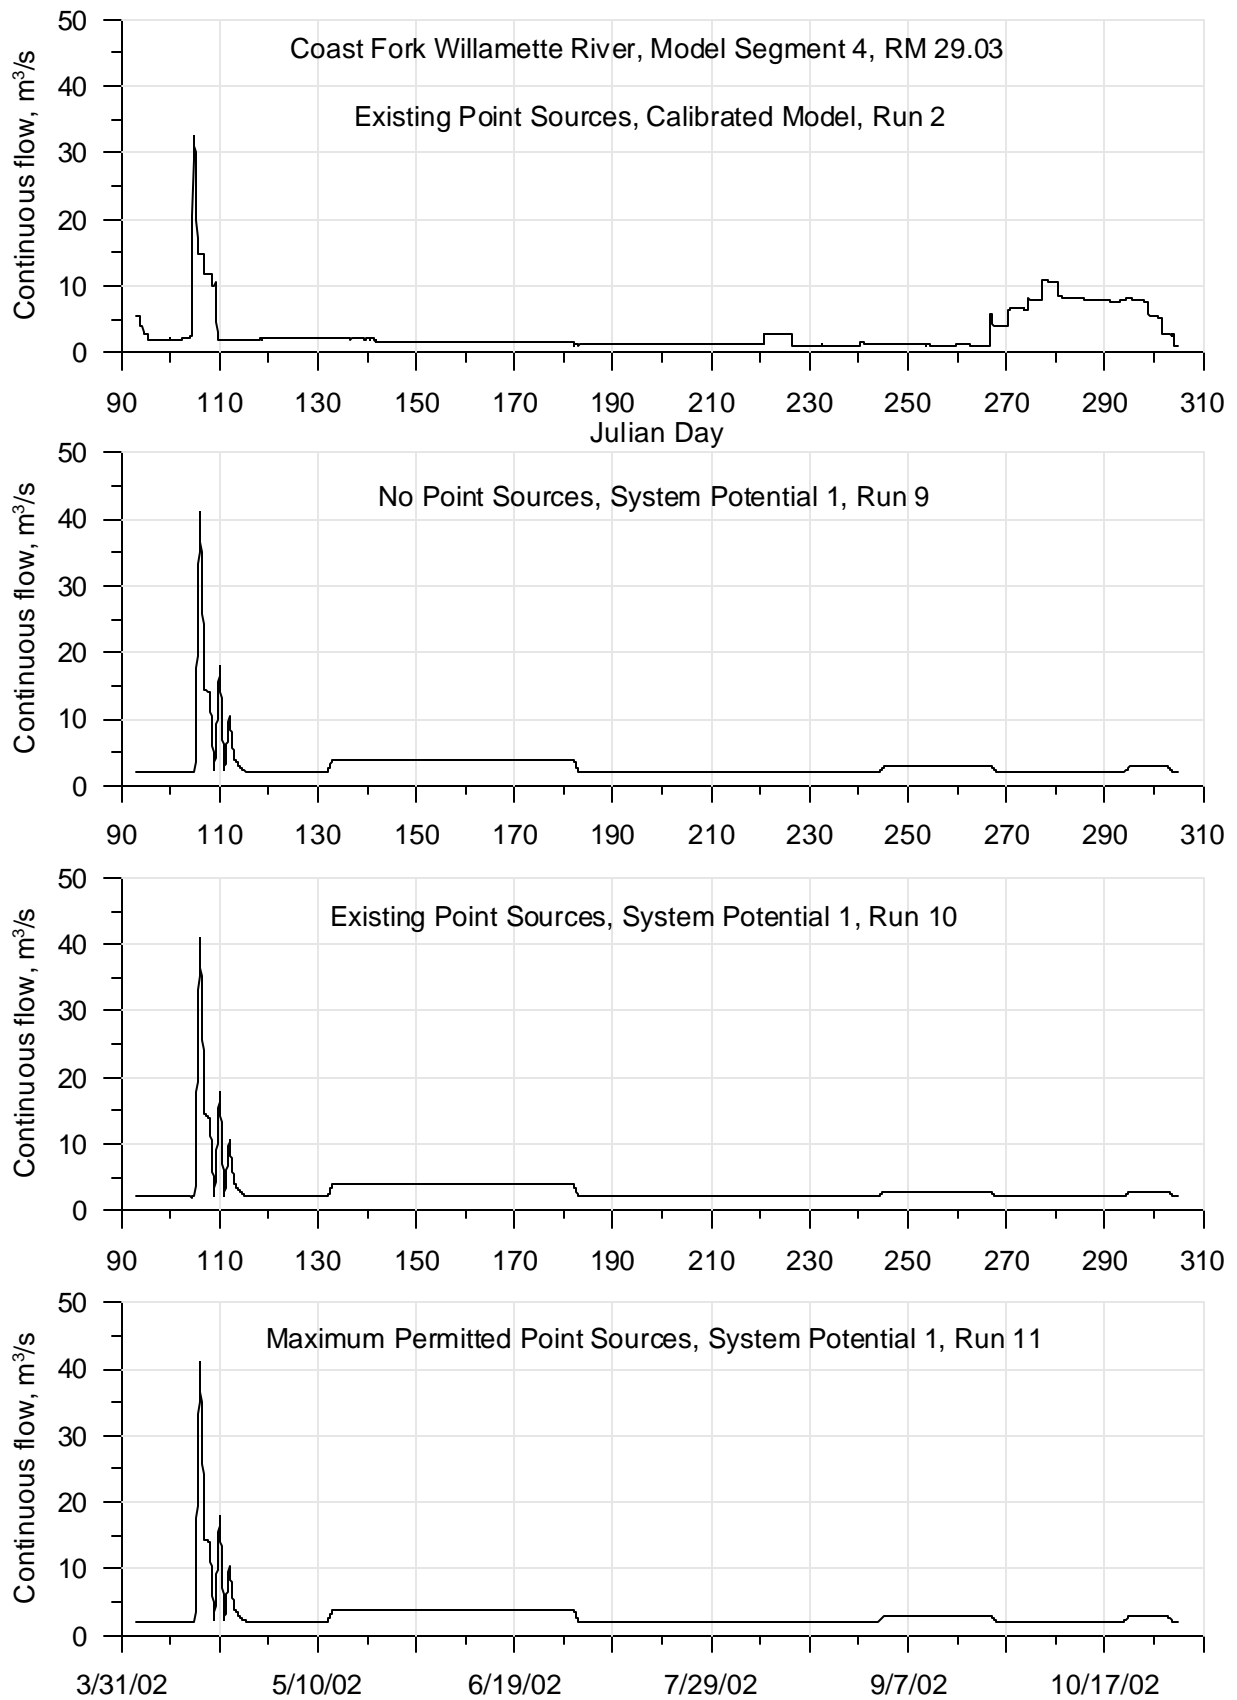 Coast Fork Willamette River, Model Segment 4, RM 29.03
Existing Point Sources, Calibrated Model, Run 2
Continuous flow, m³/s
50
40
30
20
10
0
90 110 130 150 170 190 210 230 250 270 290 310
Julian Day
No Point Sources, System Potential 1, Run 9
Continuous flow, m³/s
50
40
30
20
10
0
90 110 130 150 170 190 210 230 250 270 290 310
Existing Point Sources, System Potential 1, Run 10
Continuous flow, m³/s
50
40
30
20
10
0
90 110 130 150 170 190 210 230 250 270 290 310
Maximum Permitted Point Sources, System Potential 1, Run 11
Continuous flow, m³/s
50
40
30
20
10
0
3/31/02 5/10/02 6/19/02 7/29/02 9/7/02 10/17/02